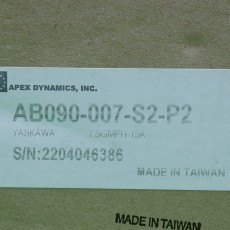 APEX DYNAMICS, INC.
AB090-007-S2-P2
YASKAWA / SGMPH-15A
S/N:2204046386
MADE IN TAIWAN
MADE IN TAIWAN